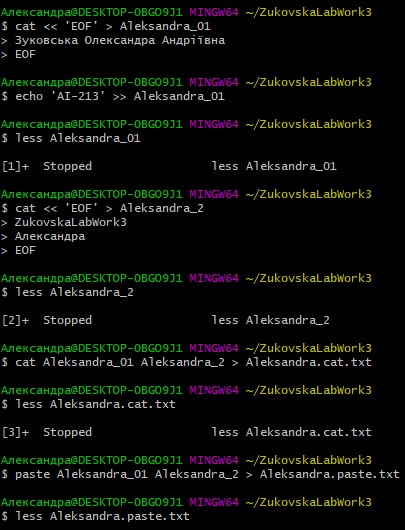 Александра@DESKTOP-OBGO9J1 MINGW64 ~/ZukovskaLabWork3
$ cat << 'EOF' > Aleksandra_01
> Зуковська Олександра Андріївна
> EOF
Александра@DESKTOP-OBGO9J1 MINGW64 ~/ZukovskaLabWork3
$ echo 'AI-213' >> Aleksandra_01
Александра@DESKTOP-OBGO9J1 MINGW64 ~/ZukovskaLabWork3
$ less Aleksandra_01
[1]+  Stopped                 less Aleksandra_01
Александра@DESKTOP-OBGO9J1 MINGW64 ~/ZukovskaLabWork3
$ cat << 'EOF' > Aleksandra_2
> ZukovskaLabWork3
> Александра
> EOF
Александра@DESKTOP-OBGO9J1 MINGW64 ~/ZukovskaLabWork3
$ less Aleksandra_2
[2]+  Stopped                 less Aleksandra_2
Александра@DESKTOP-OBGO9J1 MINGW64 ~/ZukovskaLabWork3
$ cat Aleksandra_01 Aleksandra_2 > Aleksandra.cat.txt
Александра@DESKTOP-OBGO9J1 MINGW64 ~/ZukovskaLabWork3
$ less Aleksandra.cat.txt
[3]+  Stopped                 less Aleksandra.cat.txt
Александра@DESKTOP-OBGO9J1 MINGW64 ~/ZukovskaLabWork3
$ paste Aleksandra_01 Aleksandra_2 > Aleksandra.paste.txt
Александра@DESKTOP-OBGO9J1 MINGW64 ~/ZukovskaLabWork3
$ less Aleksandra.paste.txt